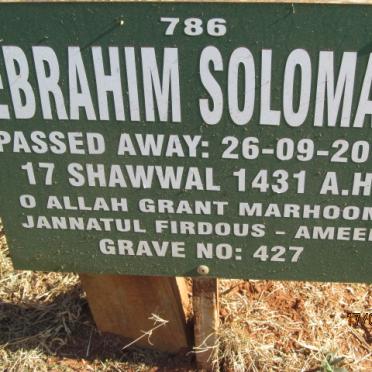 786
EBRAHIM SOLOMA
PASSED AWAY: 26-09-20
17 SHAWWAL 1431 A.H
O ALLAH GRANT MARHOOM
JANNATUL FIRDOUS - AMEE
GRAVE NO: 427